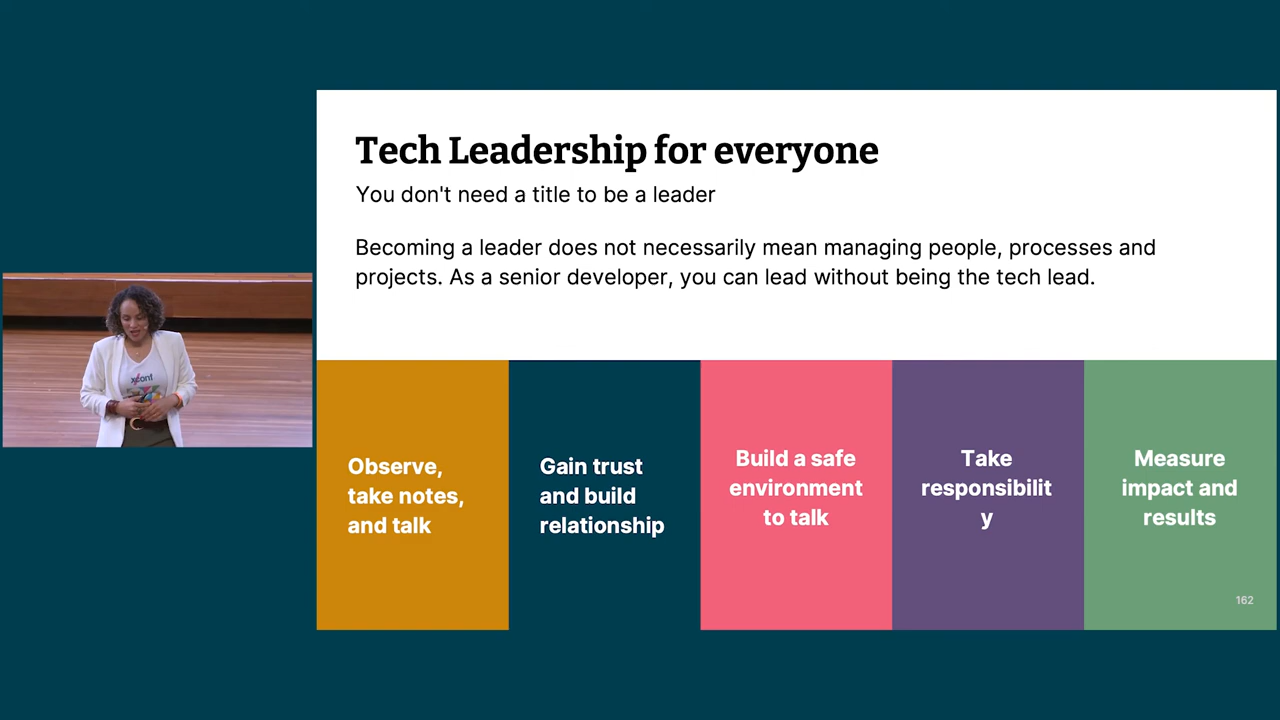 Tech Leadership for everyone
You don't need a title to be a leader
Becoming a leader does not necessarily mean managing people, processes and
projects. As a senior developer, you can lead without being the tech lead.
Observe,
take notes,
and talk
Gain trust
and build
relationship
Build a safe
environment
to talk
Take
responsibilit
y
Measure
impact and
results
162
xconf